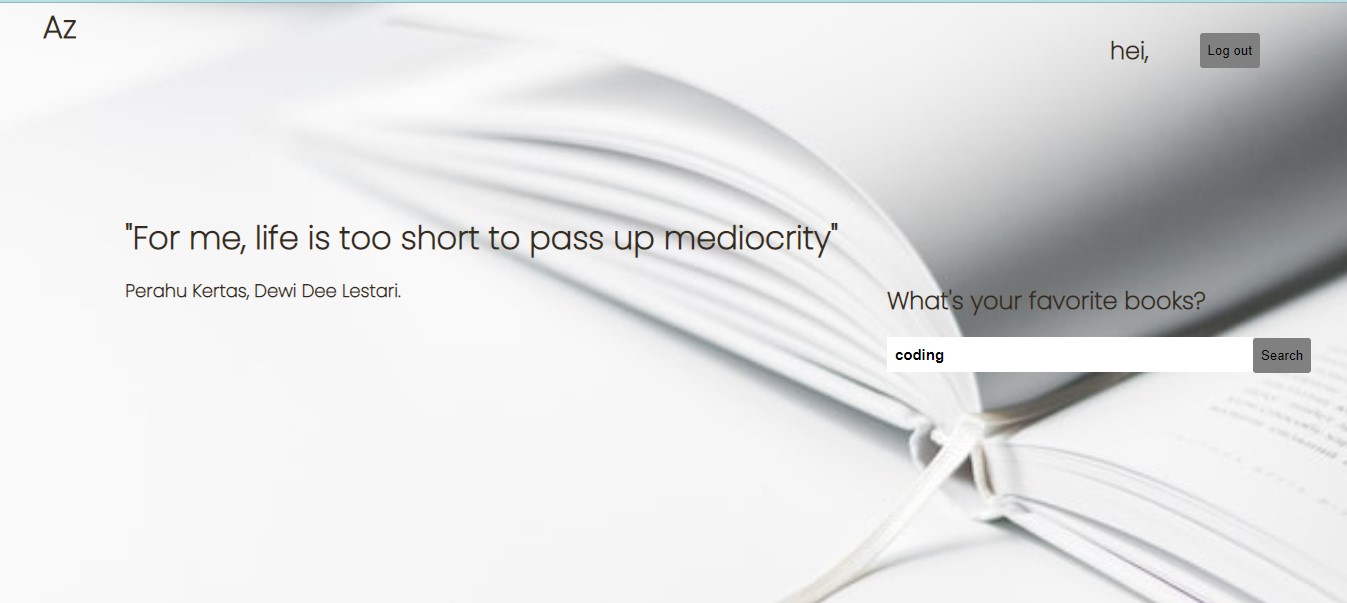 Az
hei,
Log out
"For me, life is too short to pass up mediocrity"
Perahu Kertas, Dewi Dee Lestari.
What's your favorite books?
coding
Search